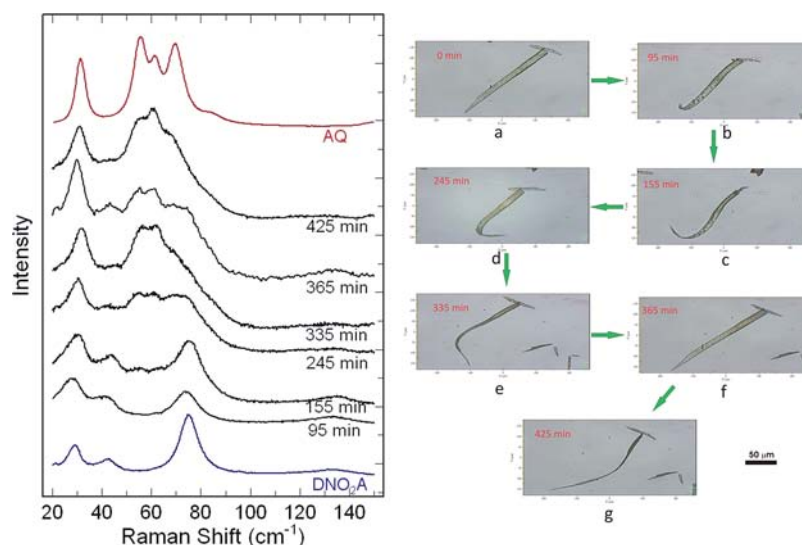 Intensity
AQ
425 min
365 min
335 min
245 min
155 min
95 min
DNO₂A
20 40 60 80 100 120 140
Raman Shift (cm⁻¹)
0 min
a
95 min
b
245 min
d
155 min
c
335 min
e
365 min
f
425 min
g
50 μm